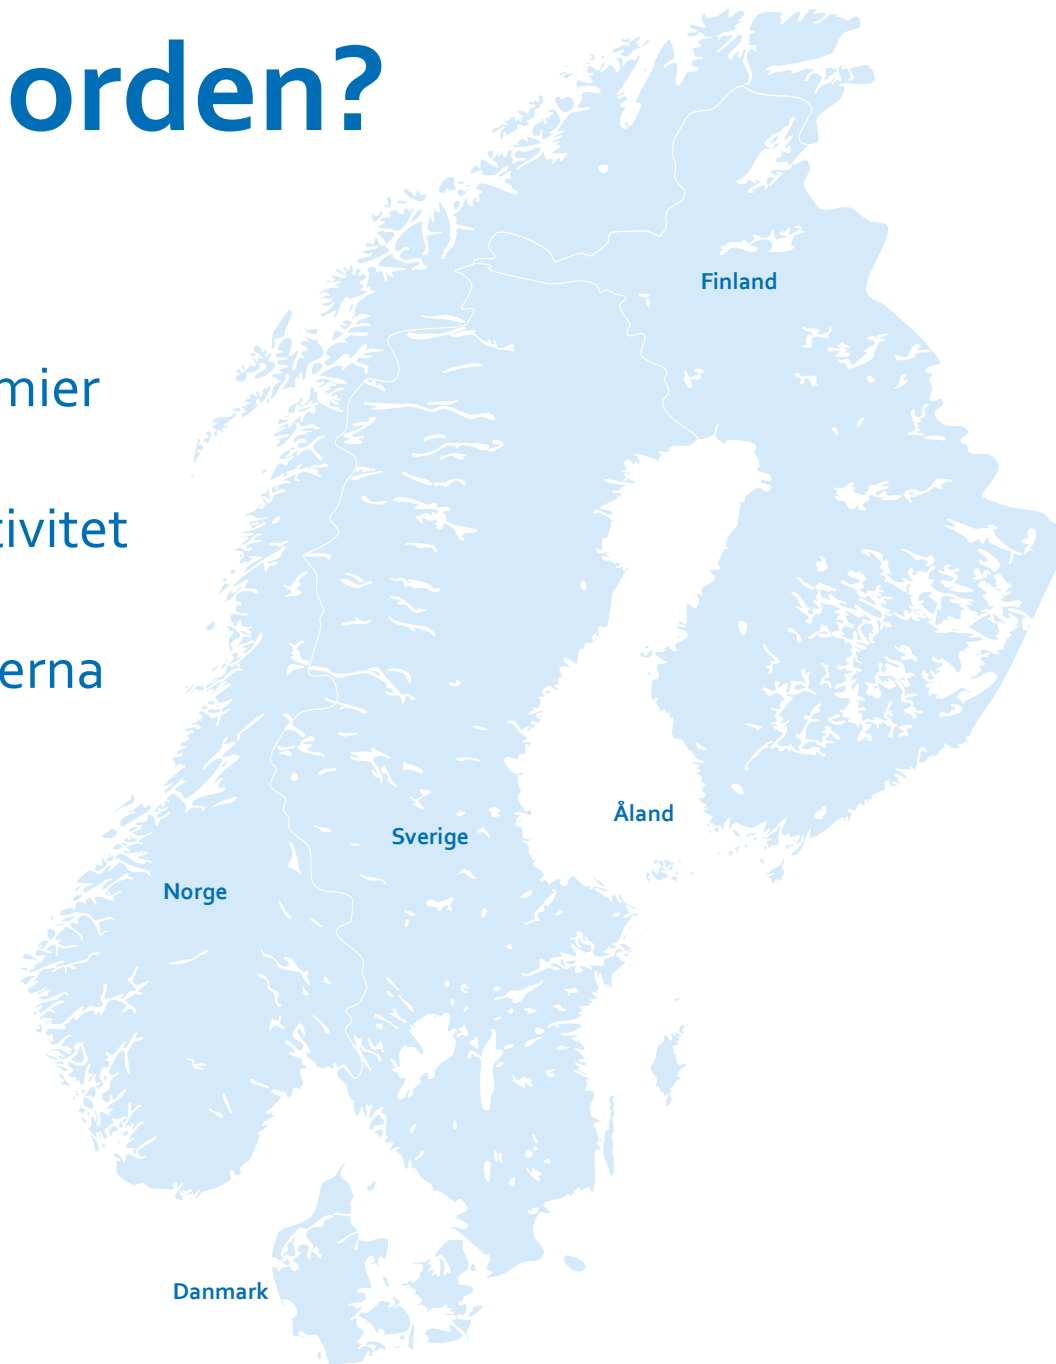 orden?
Finland
mier
tivitet
erna
Åland
Sverige
Norge
Danmark